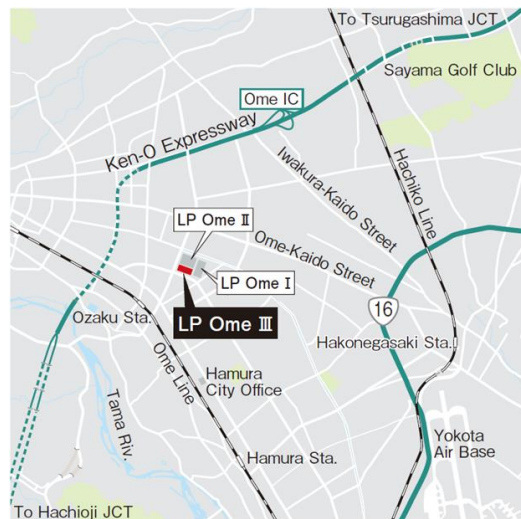 To Tsurugashima JCT
Sayama Golf Club
Ome IC
Ken-O Expressway
Iwakura-Kaido Street
Hachiko Line
LP Ome Ⅱ
Ome-Kaido Street
LP Ome Ⅰ
16
LP Ome Ⅲ
Ozaku Sta.
Hakonegasaki Sta.
Ome Line
Hamura
City Office
Tama Riv.
Yokota
Air Base
Hamura Sta.
To Hachioji JCT